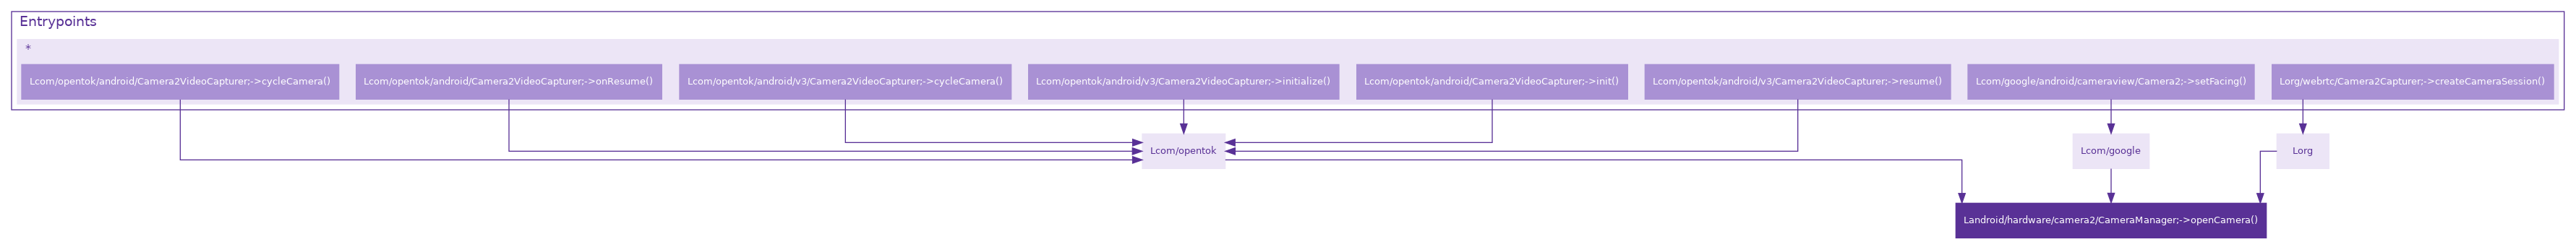 Entrypoints
*
Lcom/opentok/android/Camera2VideoCapturer;->cycleCamera()
Lcom/opentok/android/Camera2VideoCapturer;->onResume()
Lcom/opentok/android/v3/Camera2VideoCapturer;->cycleCamera()
Lcom/opentok/android/v3/Camera2VideoCapturer;->initialize()
Lcom/opentok/android/Camera2VideoCapturer;->init()
Lcom/opentok/android/v3/Camera2VideoCapturer;->resume()
Lcom/google/android/cameraview/Camera2;->setFacing()
Lorg/webrtc/Camera2Capturer;->createCameraSession()
Lcom/opentok
Lcom/google
Lorg
Landroid/hardware/camera2/CameraManager;->openCamera()